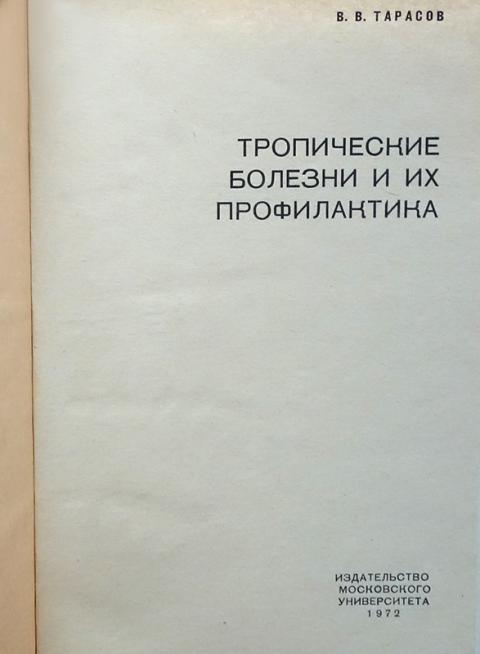 В. В. ТАРАСОВ
ТРОПИЧЕСКИЕ
БОЛЕЗНИ И ИХ
ПРОФИЛАКТИКА
ИЗДАТЕЛЬСТВО
МОСКОВСКОГО
УНИВЕРСИТЕТА
1972